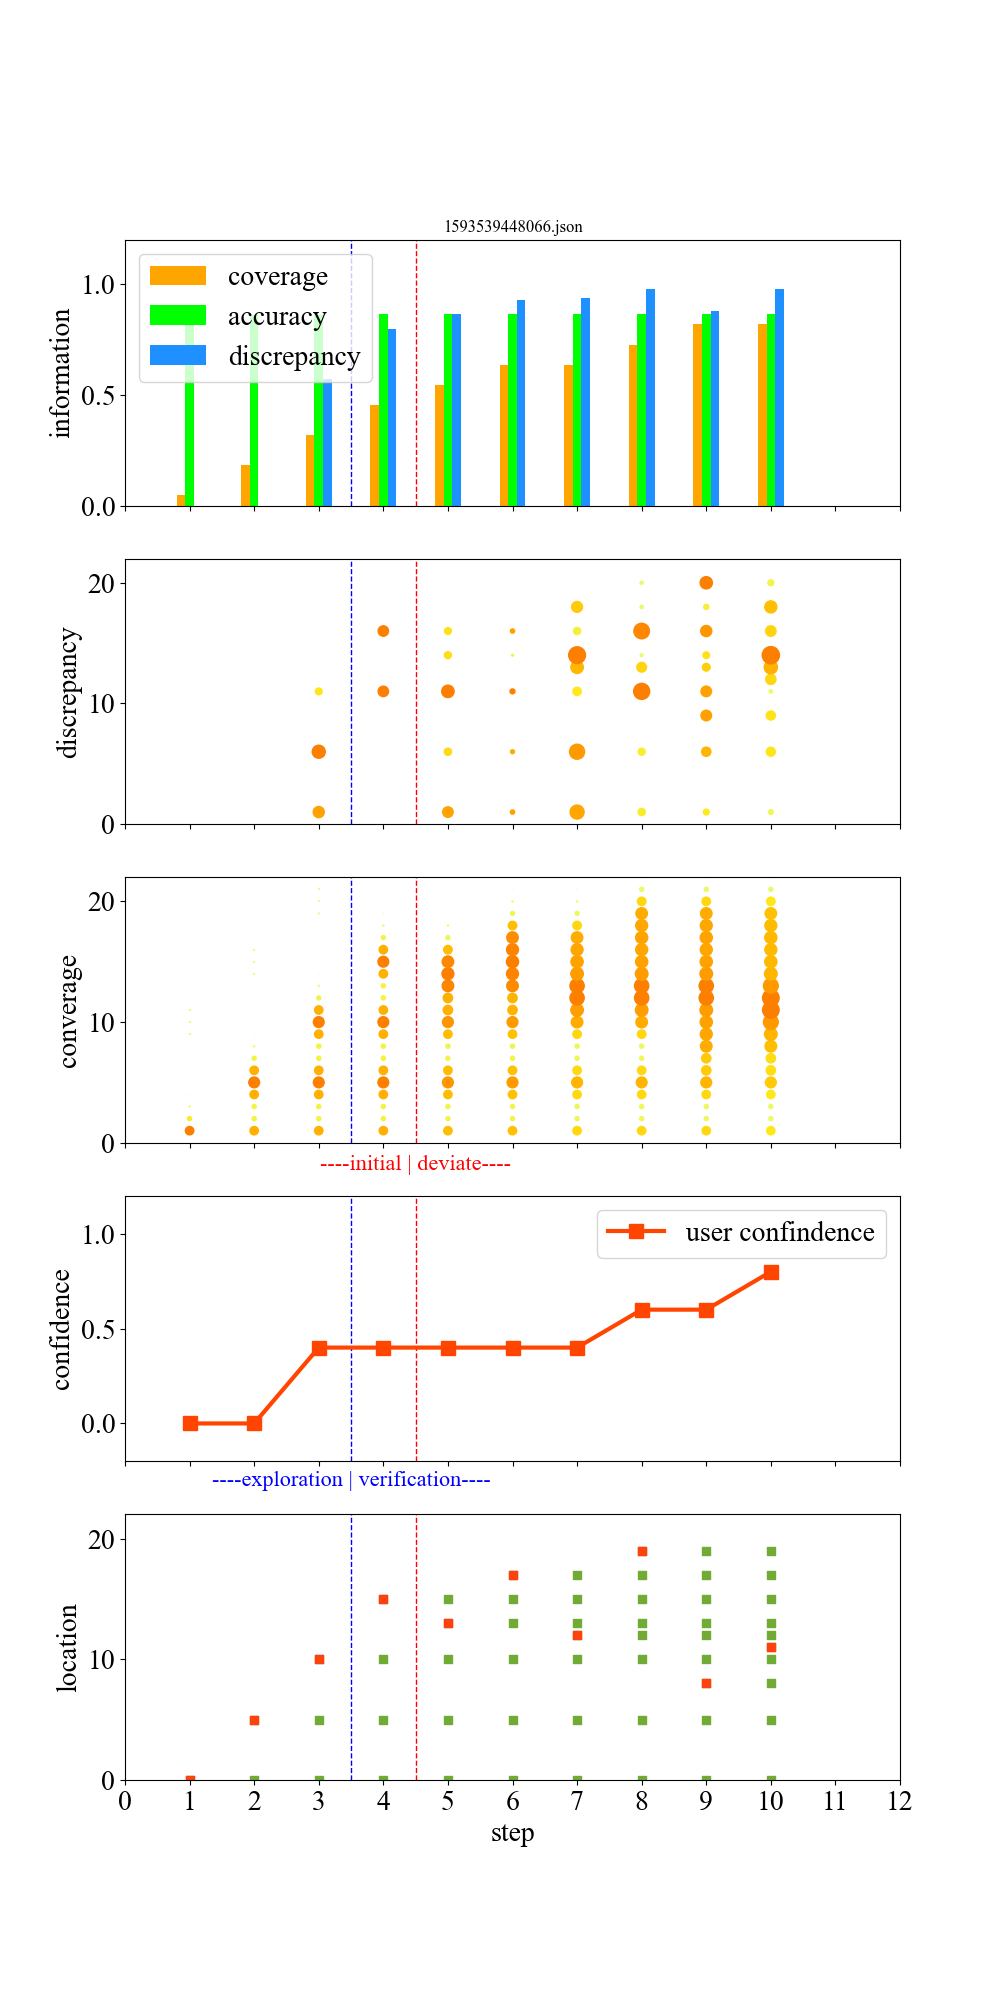 1593539448066.json
1.0
0.5
0.0
information
coverage
accuracy
discrepancy
20
10
0
discrepancy
20
10
0
converage
----initial | deviate----
1.0
0.5
0.0
confidence
user confindence
----exploration | verification----
20
10
0
location
0 1 2 3 4 5 6 7 8 9 10 11 12
step